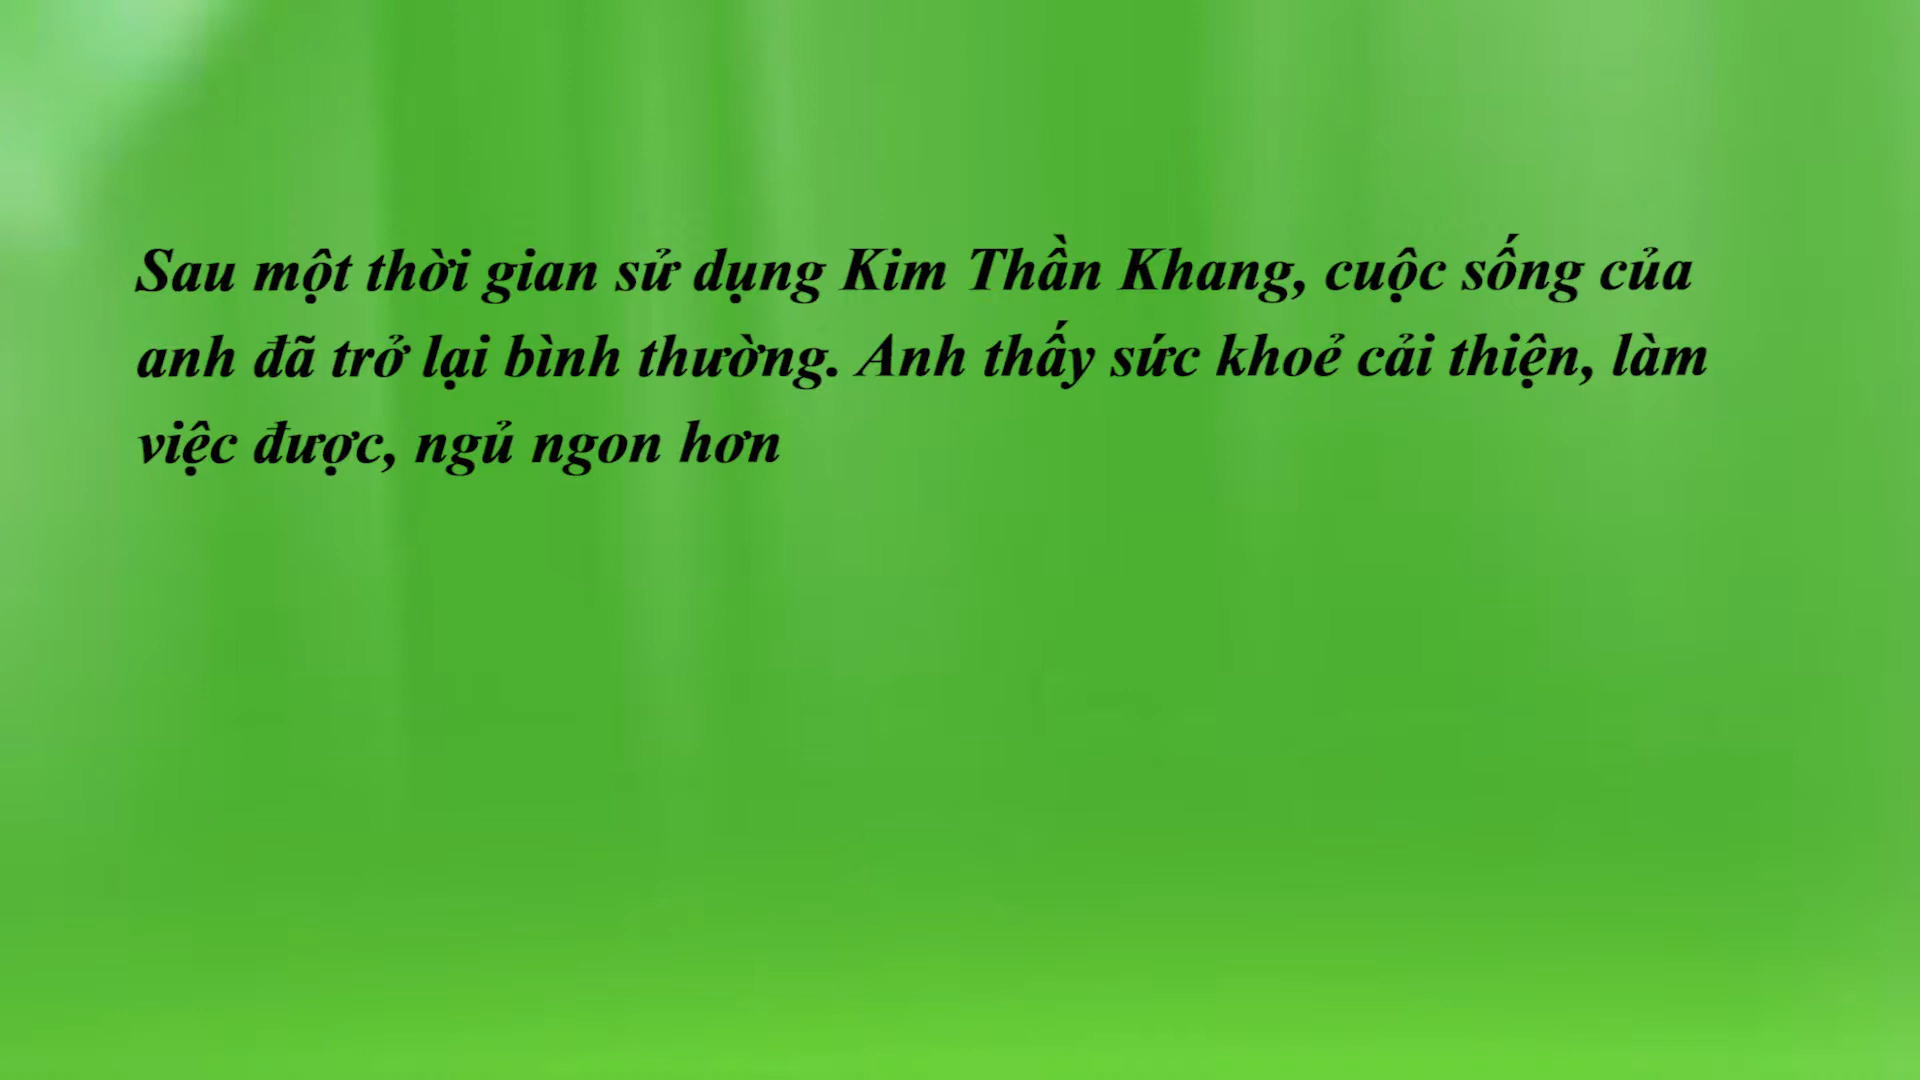 Sau một thời gian sử dụng Kim Thần Khang, cuộc sống của
anh đã trở lại bình thường. Anh thấy sức khoẻ cải thiện, làm
việc được, ngủ ngon hơn